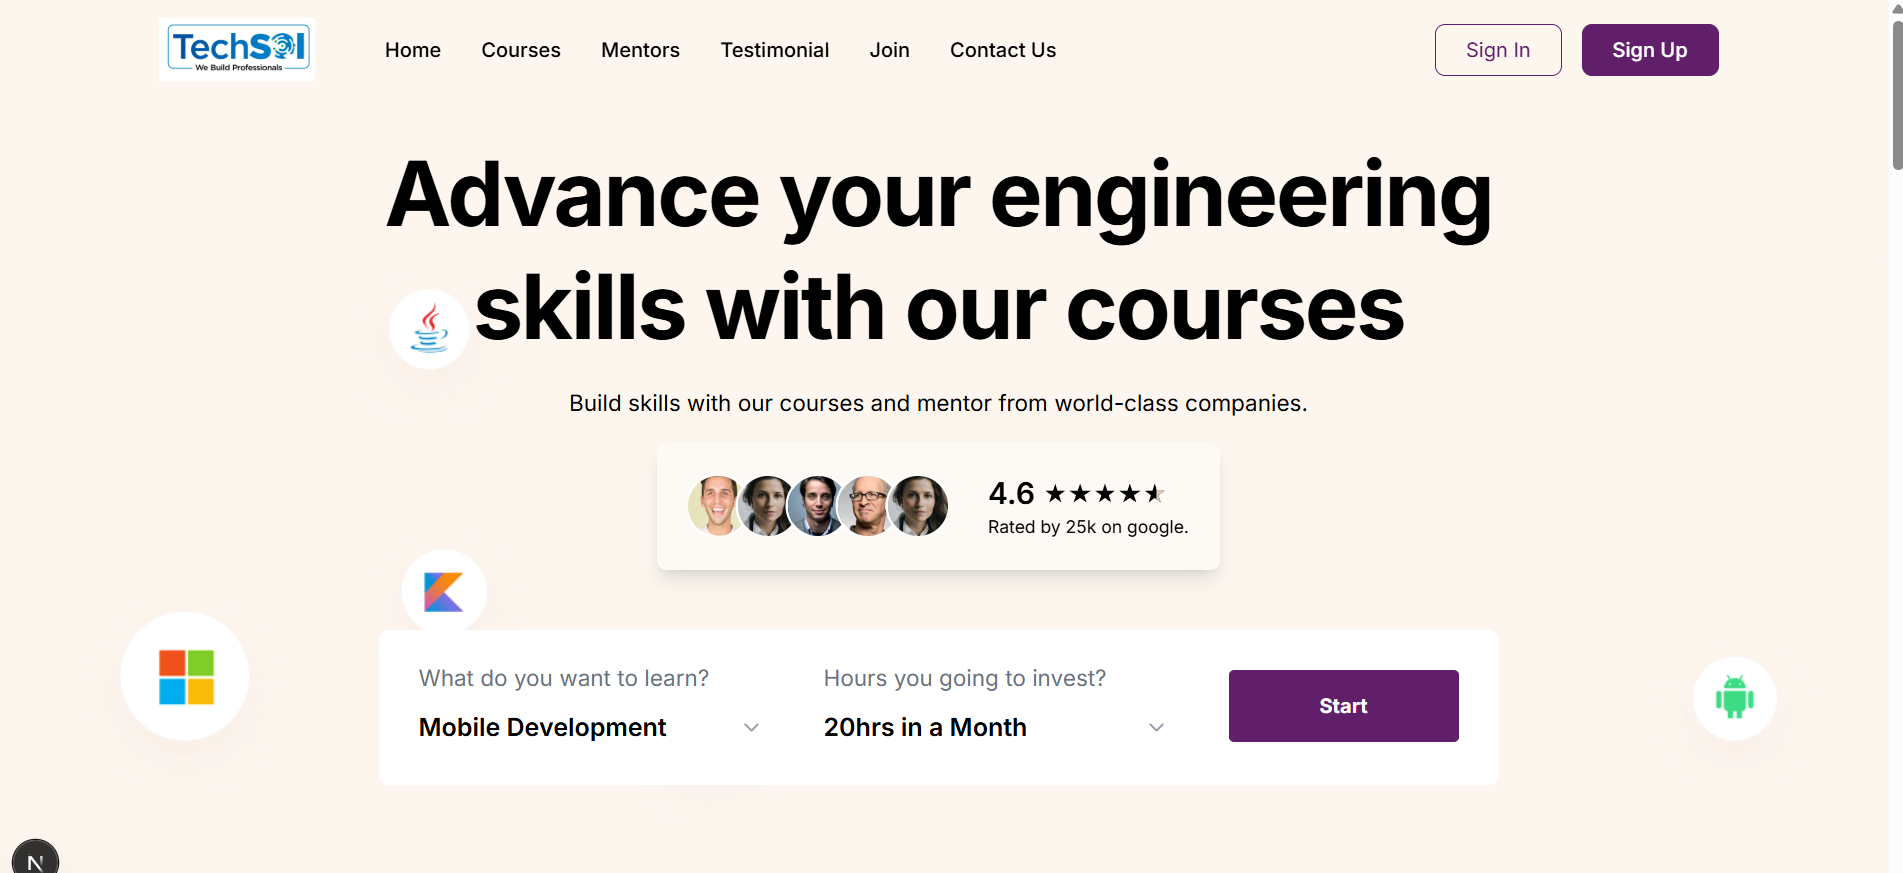 TechSOl
We Build Professionals
Home
Courses
Mentors
Testimonial
Join
Contact Us
Sign In
Sign Up
Advance your engineering
skills with our courses
Build skills with our courses and mentor from world-class companies.
4.6
Rated by 25k on google.
What do you want to learn?
Mobile Development
Hours you going to invest?
20hrs in a Month
Start
N